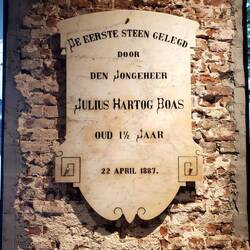 DE EERSTE STEEN GELEGD
DOOR
DEN JONGEHEER
JULIUS HARTOG BOAS
OUD 1½ JAAR
22 APRIL 1887.